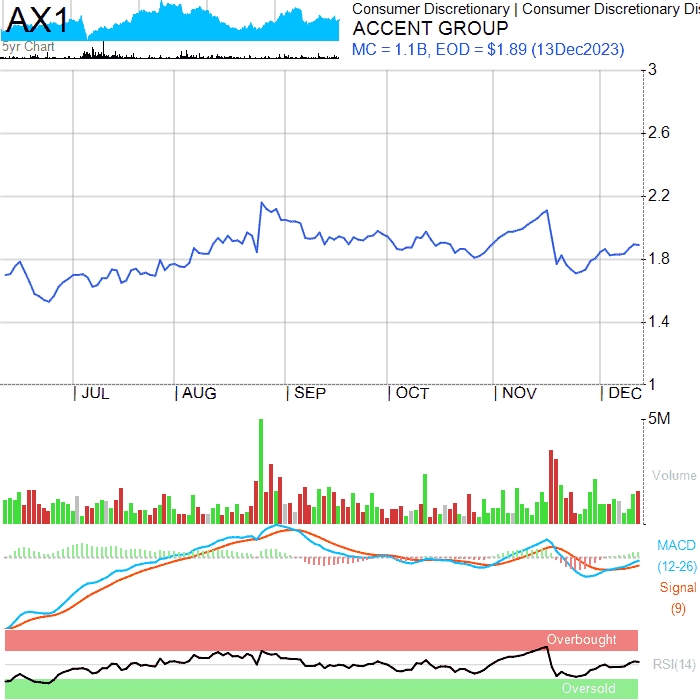 AX1
5yr Chart
Consumer Discretionary | Consumer Discretionary Dis
ACCENT GROUP
MC = 1.1B, EOD = $1.89 (13Dec2023)
3
2.6
2.2
1.8
1.4
1
| JUL | AUG | SEP | OCT | NOV | DEC
5M
Volume
MACD
(12-26)
Signal
(9)
Overbought
RSI(14)
Oversold